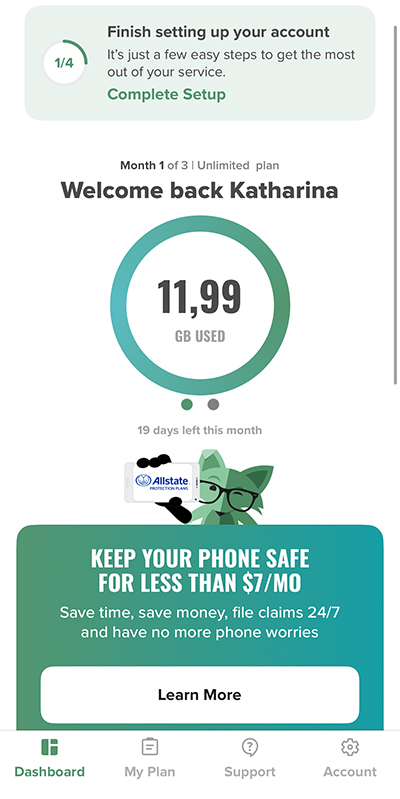 Finish setting up your account
1/4
It's just a few easy steps to get the most
out of your service.
Complete Setup
Month 1 of 3 | Unlimited plan
Welcome back Katharina
11,99
GB USED
19 days left this month
Allstate
PROTECTION PLANS
KEEP YOUR PHONE SAFE
FOR LESS THAN $7/MO
Save time, save money, file claims 24/7
and have no more phone worries
Learn More
Dashboard
My Plan
Support
Account